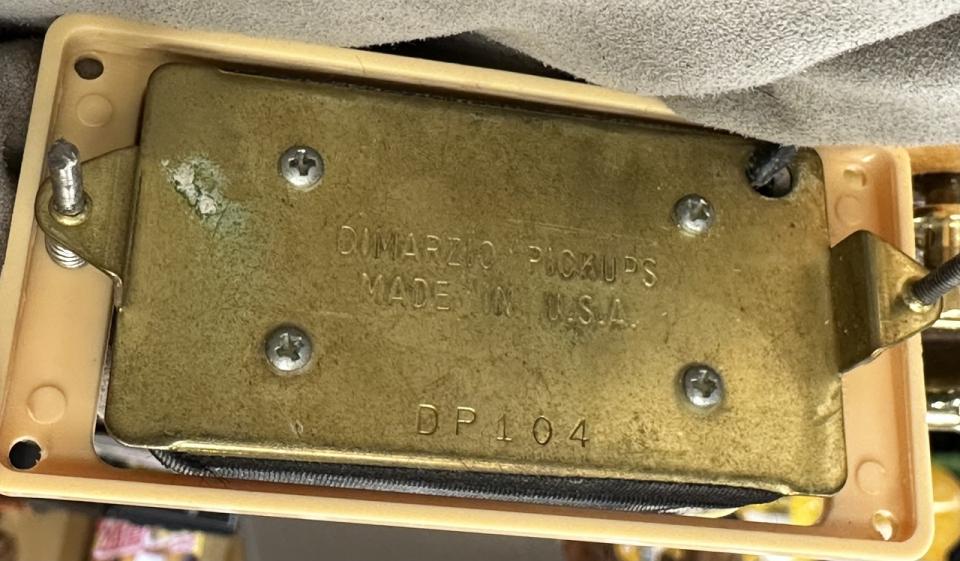 DIMARZIO PICKUPS
MADE IN U.S.A.
DP104